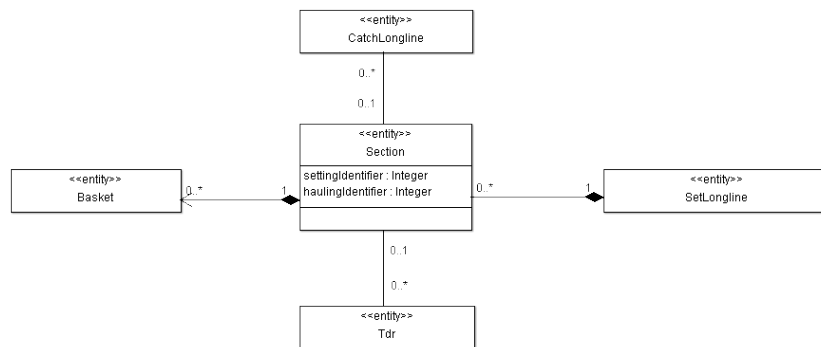 <<entity>>
CatchLongline
0..*
0..1
<<entity>>
Section
settingIdentifier : Integer
haulingIdentifier : Integer
<<entity>>
Basket
0..*
1
0..*
1
<<entity>>
SetLongline
0..1
0..*
<<entity>>
Tdr